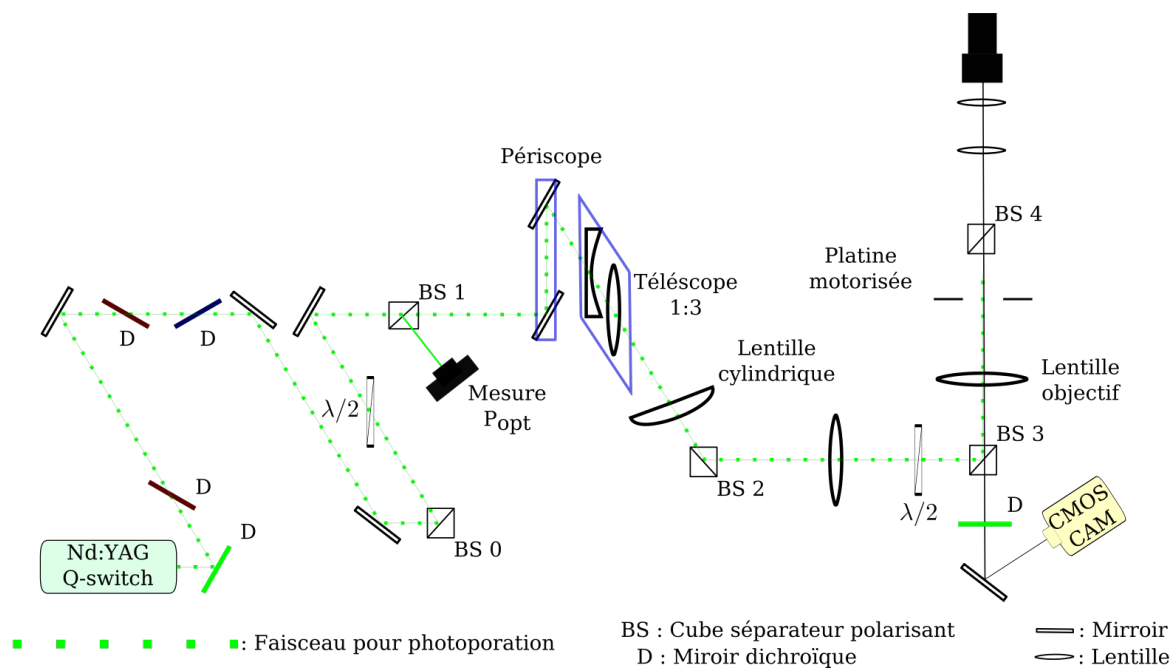 Périscope
BS 4
Platine
motorisée
BS 1
Téléscope
1:3
D
D
Lentille
cylindrique
Lentille
objectif
Mesure
Popt
λ/2
BS 3
D
BS 2
λ/2
D
CMOS
CAM
D
BS 0
Nd:YAG
Q-switch
: Faisceau pour photoporation
BS : Cube séparateur polarisant
: Mirroir
D : Miroir dichroïque
: Lentille